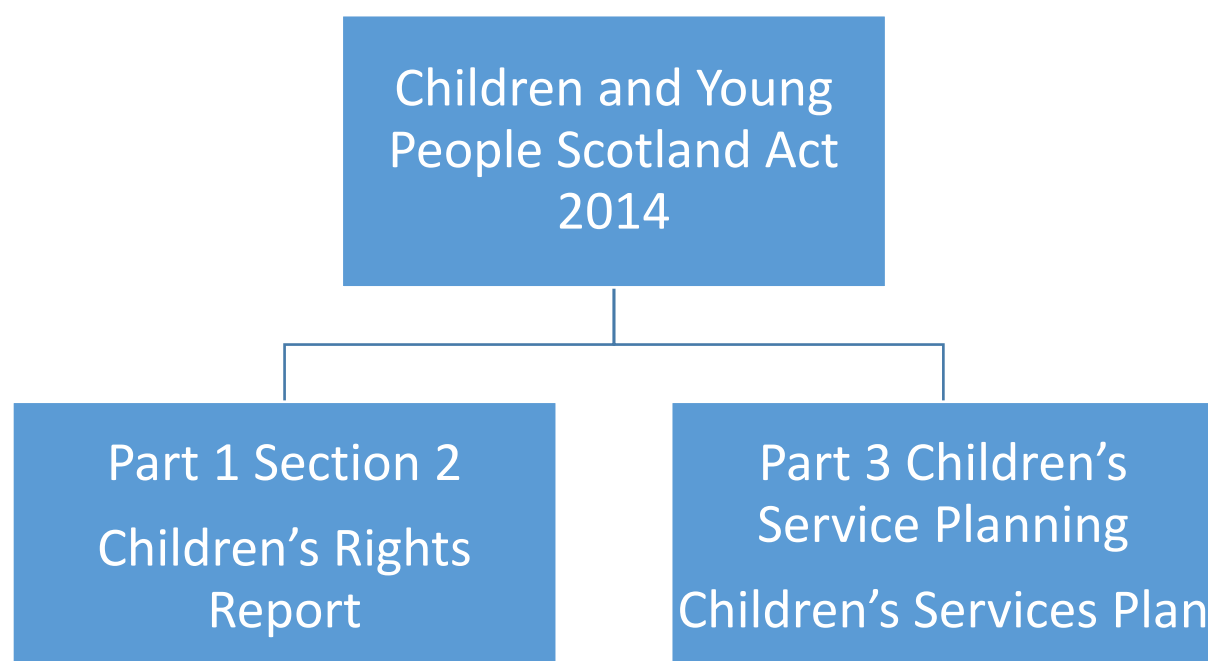 Children and Young
People Scotland Act
2014
Part 1 Section 2
Children’s Rights
Report
Part 3 Children’s
Service Planning
Children’s Services Plan